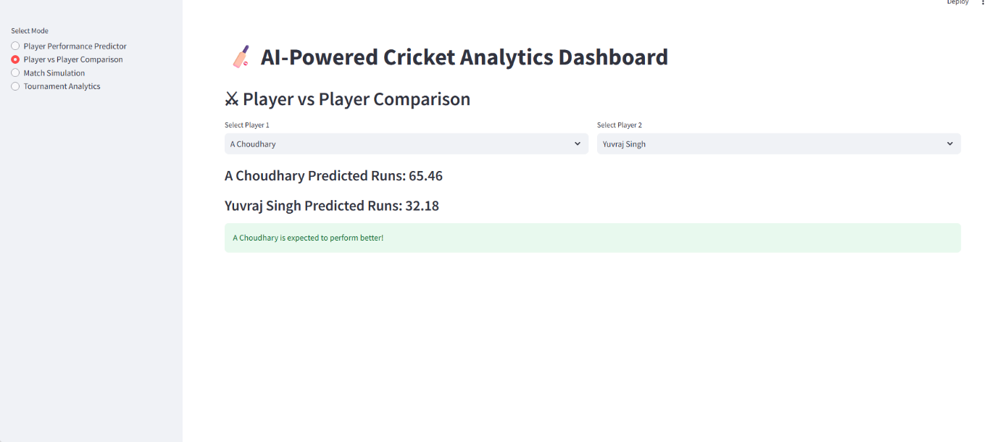 Deploy
Select Mode
Player Performance Predictor
Player vs Player Comparison
Match Simulation
Tournament Analytics
AI-Powered Cricket Analytics Dashboard
Player vs Player Comparison
Select Player 1
Select Player 2
A Choudhary
Yuvraj Singh
A Choudhary Predicted Runs: 65.46
Yuvraj Singh Predicted Runs: 32.18
A Choudhary is expected to perform better!